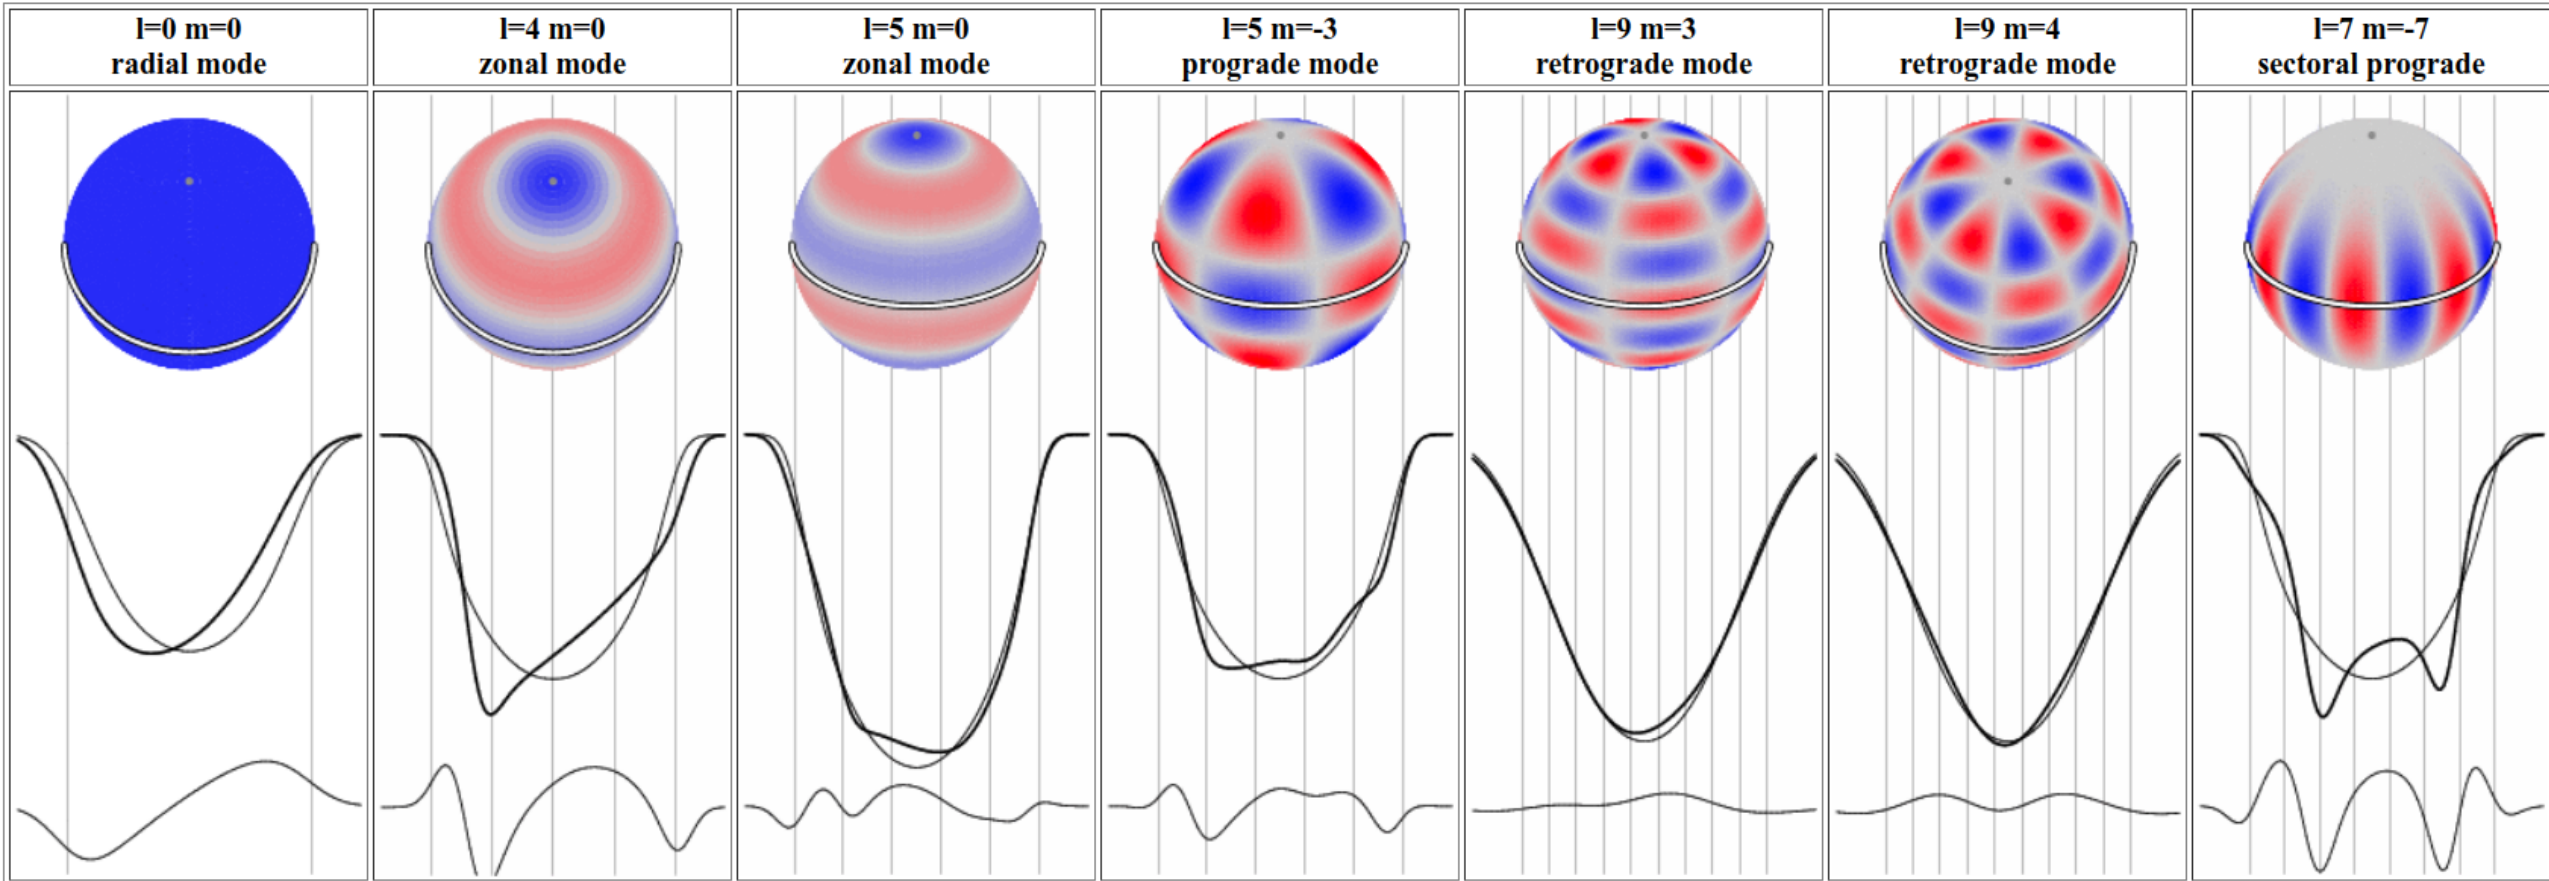 l=0 m=0
radial mode
l=4 m=0
zonal mode
l=5 m=0
zonal mode
l=5 m=-3
prograde mode
l=9 m=3
retrograde mode
l=9 m=4
retrograde mode
l=7 m=-7
sectoral prograde